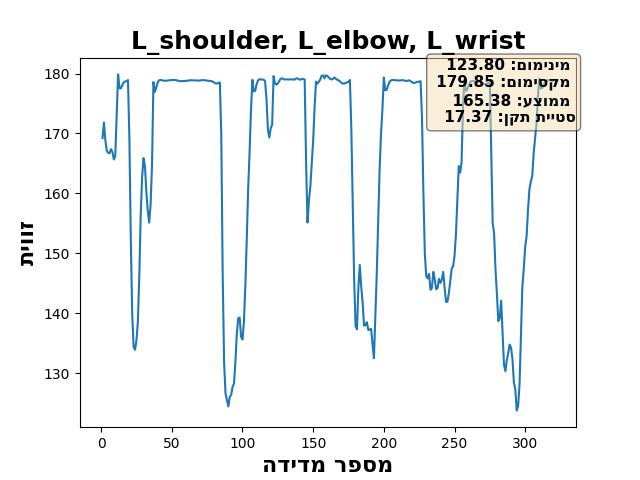 L_shoulder, L_elbow, L_wrist
מינימום: 123.80
מקסימום: 179.85
ממוצע: 165.38
סטיית תקן: 17.37
180
170
160
150
140
130
זווית
0 50 100 150 200 250 300
מספר מדידה